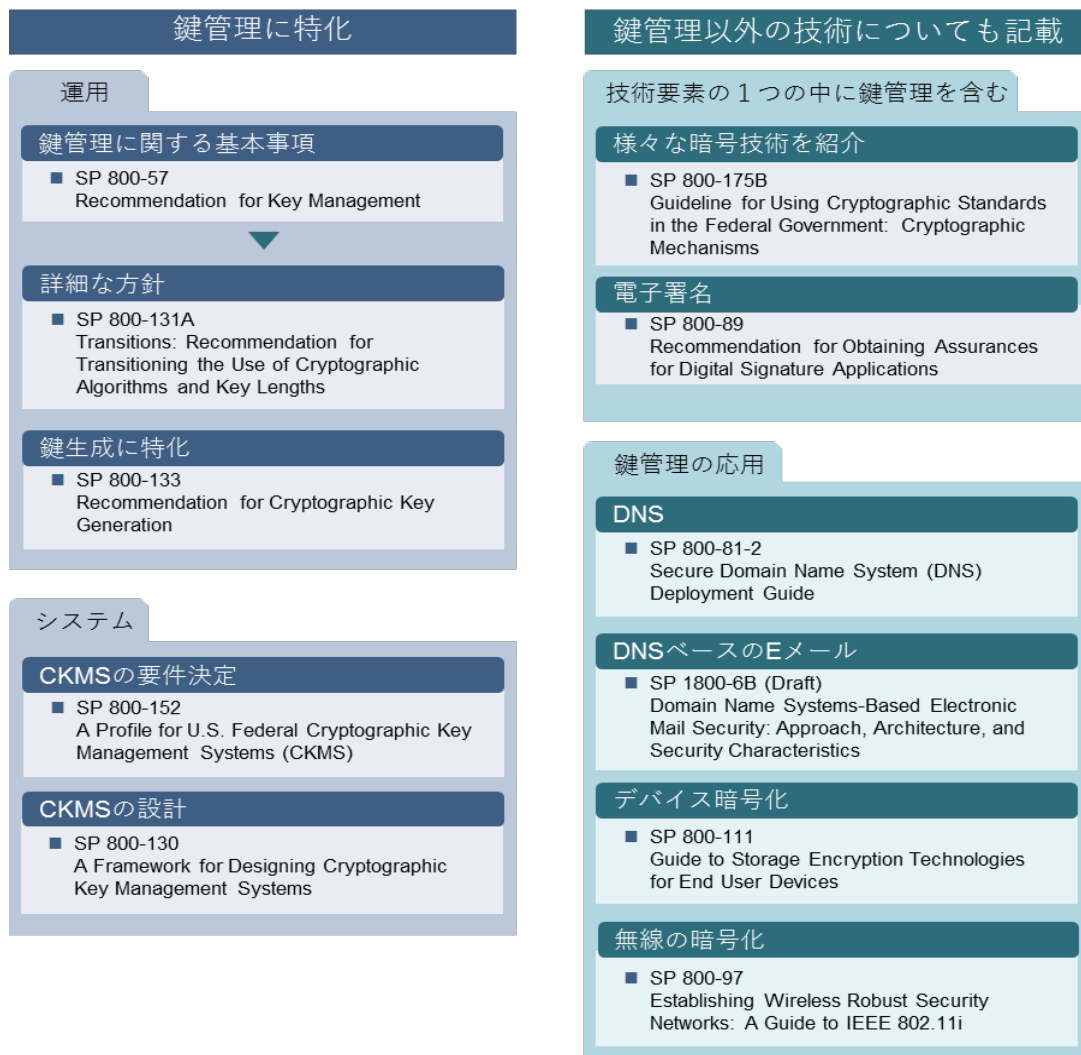 鍵管理に特化
運用
鍵管理に関する基本事項
■ SP 800-57
Recommendation for Key Management
詳細な方針
■ SP 800-131A
Transitions: Recommendation for
Transitioning the Use of Cryptographic
Algorithms and Key Lengths
鍵生成に特化
■ SP 800-133
Recommendation for Cryptographic Key
Generation
システム
CKMSの要件決定
■ SP 800-152
A Profile for U.S. Federal Cryptographic Key
Management Systems (CKMS)
CKMSの設計
■ SP 800-130
A Framework for Designing Cryptographic
Key Management Systems
鍵管理以外の技術についても記載
技術要素の１つの中に鍵管理を含む
様々な暗号技術を紹介
■ SP 800-175B
Guideline for Using Cryptographic Standards
in the Federal Government: Cryptographic
Mechanisms
電子署名
■ SP 800-89
Recommendation for Obtaining Assurances
for Digital Signature Applications
鍵管理の応用
DNS
■ SP 800-81-2
Secure Domain Name System (DNS)
Deployment Guide
DNSベースのEメール
■ SP 1800-6B (Draft)
Domain Name Systems-Based Electronic
Mail Security: Approach, Architecture, and
Security Characteristics
デバイス暗号化
■ SP 800-111
Guide to Storage Encryption Technologies
for End User Devices
無線の暗号化
■ SP 800-97
Establishing Wireless Robust Security
Networks: A Guide to IEEE 802.11i